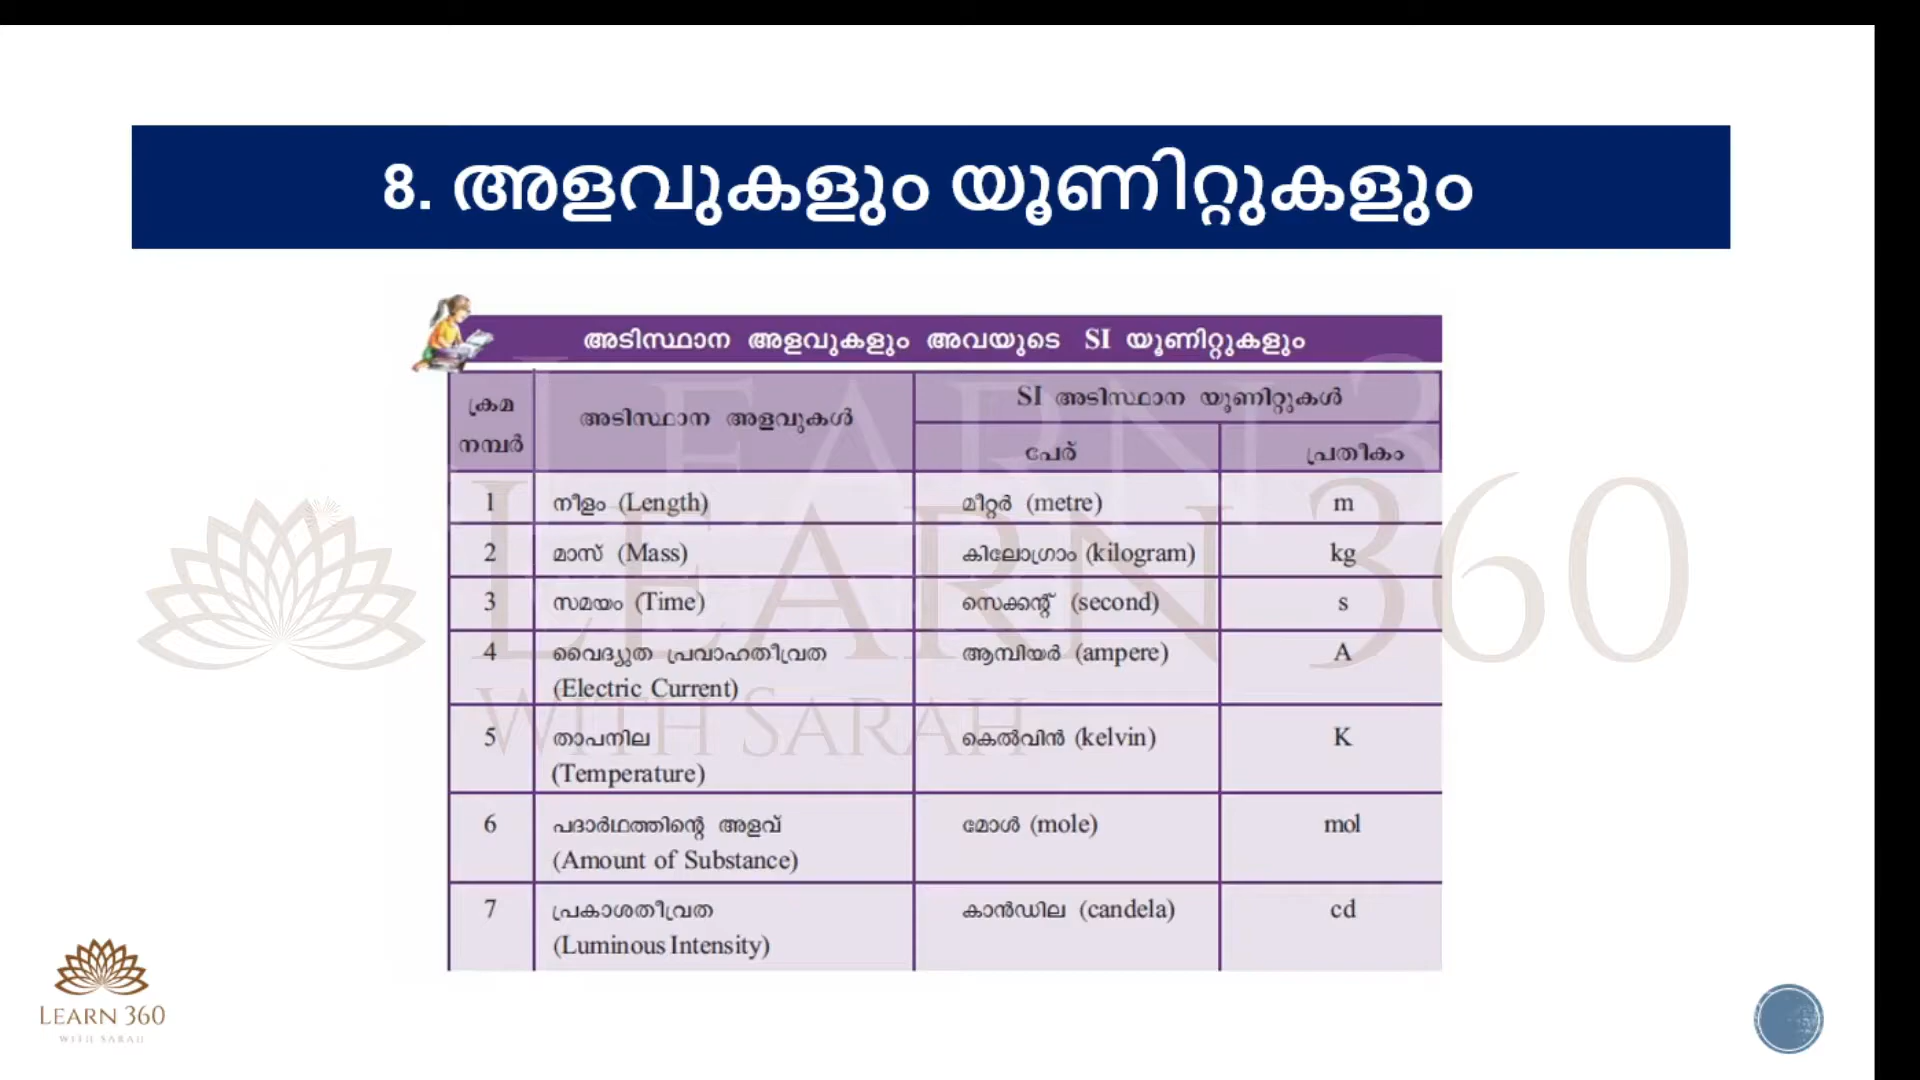 8. അളവുകളും യൂണിറ്റുകളും
അടിസ്ഥാന അളവുകളും അവയുടെ SI യൂണിറ്റുകളും
ക്രമ നമ്പർ അടിസ്ഥാന അളവുകൾ SI അടിസ്ഥാന യൂണിറ്റുകൾ
പേര് പ്രതീകം
1 നീളം (Length) മീറ്റർ (metre) m
2 മാസ് (Mass) കിലോഗ്രാം (kilogram) kg
3 സമയം (Time) സെക്കന്റ് (second) s
4 വൈദ്യുത പ്രവാഹതീവ്രത ആമ്പിയർ (ampere) A
(Electric Current)
5 താപനില കെൽവിൻ (kelvin) K
(Temperature)
6 പദാർഥത്തിന്റെ അളവ് മോൾ (mole) mol
(Amount of Substance)
7 പ്രകാശതീവ്രത കാൻഡില (candela) cd
(Luminous Intensity)
LEARN 360
WITH SARAH
LEARN 360
WITH SARAH